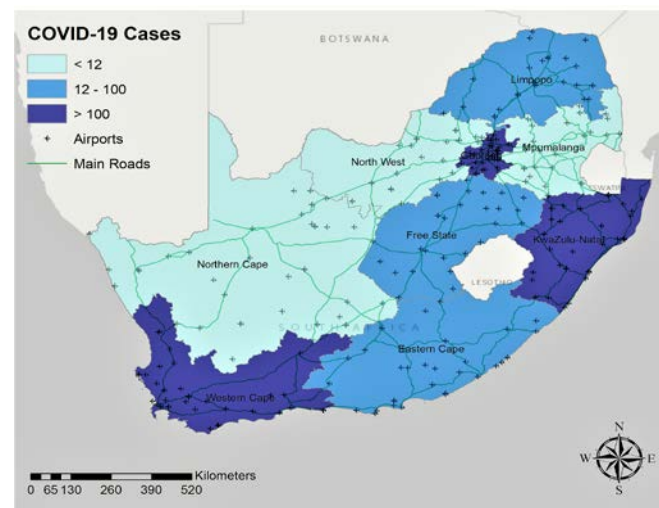 COVID-19 Cases
< 12
12 - 100
> 100
Airports
Main Roads
BOTSWANA
Limpopo
North West
Mpumalanga
Free State
KwaZulu-Natal
LESOTHO
Northern Cape
SOUTH AFRICA
Eastern Cape
Western Cape
N
W
E
S
Kilometers
0 65 130 260 390 520